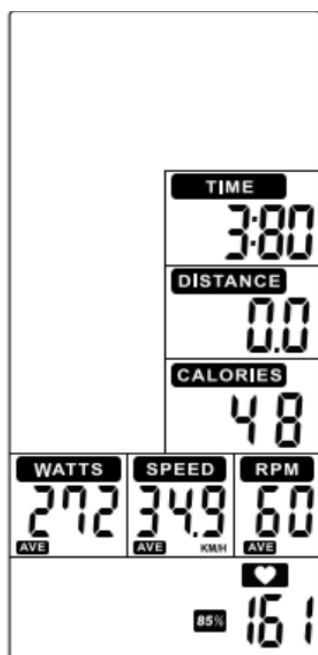 TIME
3:80
DISTANCE
0.0
CALORIES
48
WATTS SPEED RPM
272 34.9 60
AVE AVE KM/H AVE
85% 161